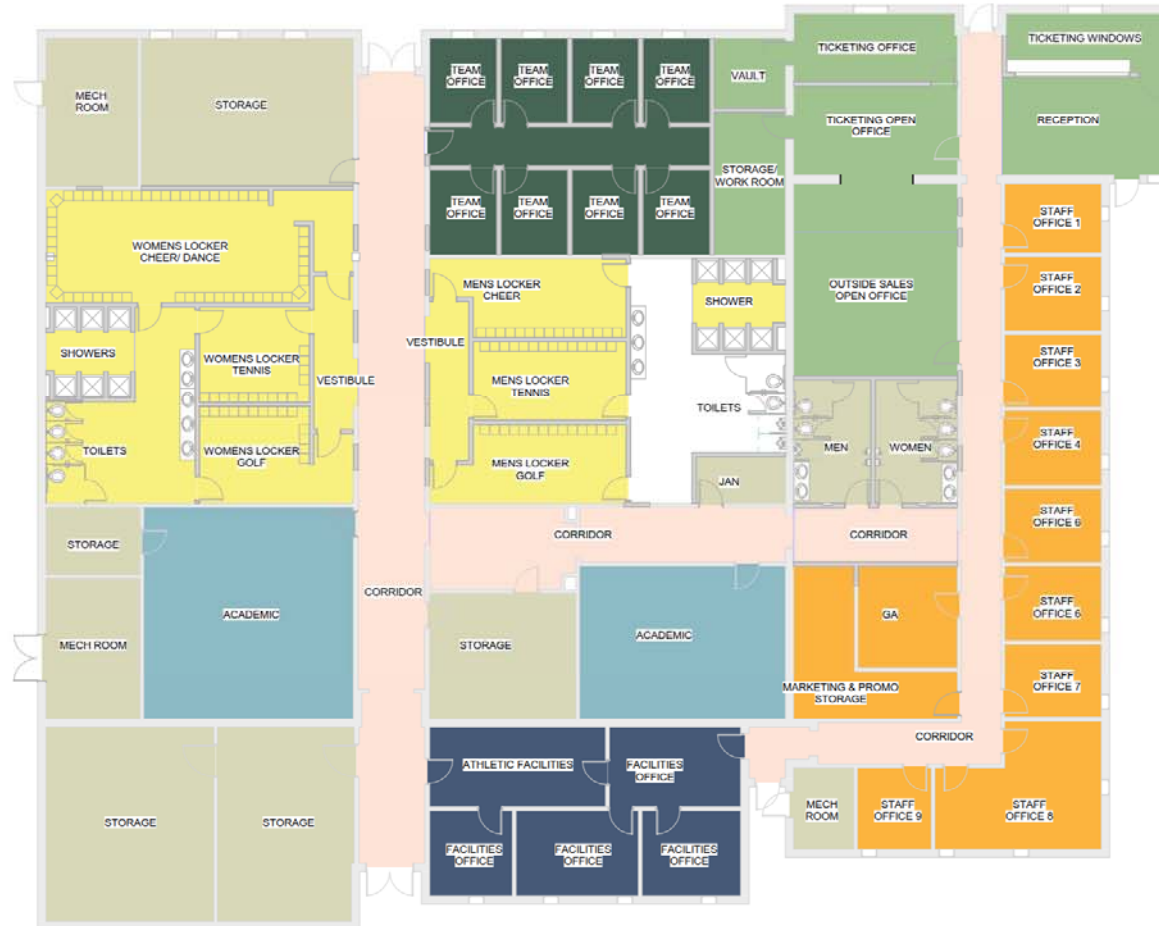 TICKETING OFFICE
TICKETING WINDOWS
TEAM
OFFICE
TEAM
OFFICE
TEAM
OFFICE
TEAM
OFFICE
VAULT
MECH
ROOM
STORAGE
TICKETING OPEN
OFFICE
RECEPTION
STORAGE/
WORK ROOM
TEAM
OFFICE
TEAM
OFFICE
TEAM
OFFICE
TEAM
OFFICE
STAFF
OFFICE 1
WOMENS LOCKER
CHEER/ DANCE
MENS LOCKER
CHEER
SHOWER
OUTSIDE SALES
OPEN OFFICE
STAFF
OFFICE 2
SHOWERS
WOMENS LOCKER
TENNIS
VESTIBULE
VESTIBULE
MENS LOCKER
TENNIS
TOILETS
STAFF
OFFICE 3
TOILETS
WOMENS LOCKER
GOLF
MENS LOCKER
GOLF
JAN
MEN
WOMEN
STAFF
OFFICE 4
STORAGE
CORRIDOR
CORRIDOR
STAFF
OFFICE 6
CORRIDOR
ACADEMIC
ACADEMIC
GA
STAFF
OFFICE 6
MECH ROOM
STORAGE
MARKETING & PROMO
STORAGE
STAFF
OFFICE 7
CORRIDOR
ATHLETIC FACILITIES
FACILITIES
OFFICE
STORAGE
STORAGE
MECH
ROOM
STAFF
OFFICE 9
STAFF
OFFICE 8
FACILITIES
OFFICE
FACILITIES
OFFICE
FACILITIES
OFFICE